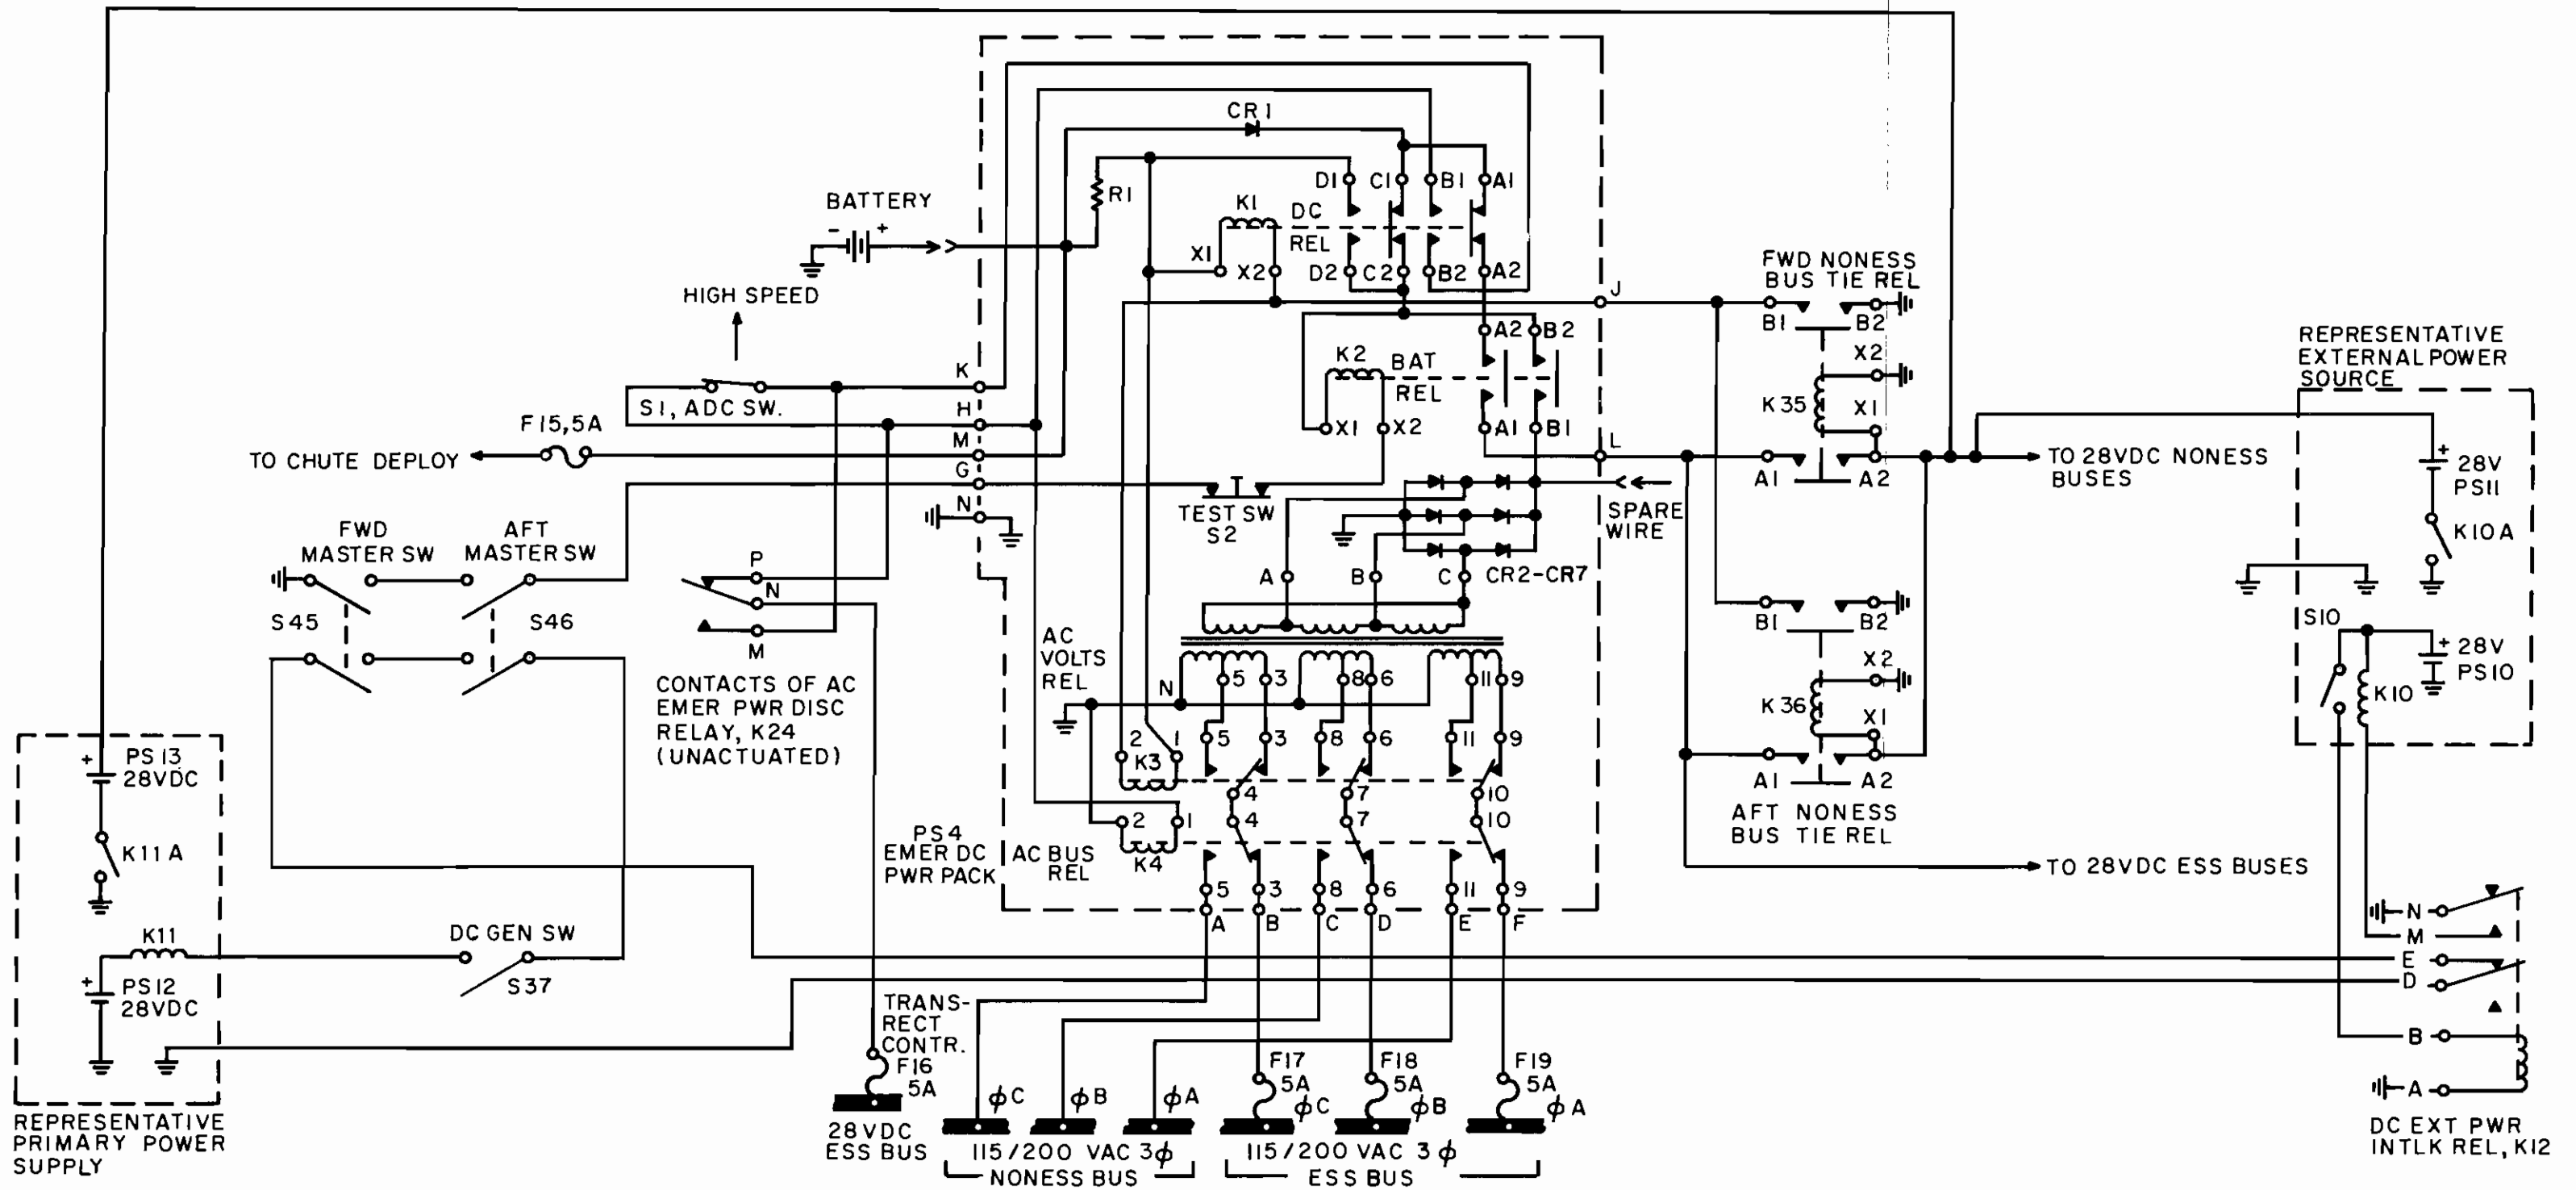 CR1
D1
C1
B1
A1
R1
K1
DC
REL
X1
X2
D2
C2
B2
A2
BATTERY
-
+
HIGH SPEED
J
FWD NONESS
BUS TIE REL
B1
B2
X2
K35
X1
A1
A2
REPRESENTATIVE
EXTERNAL POWER
SOURCE
A2
B2
K2
BAT
REL
X1
X2
A1
B1
K
S1, ADC SW.
H
F15,5A
M
TO CHUTE DEPLOY
G
N
L
TO 28VDC NONESS
BUSES
+
28V
PS11
K10A
TEST SW
S2
SPARE
WIRE
FWD
MASTER SW
AFT
MASTER SW
S45
S46
P
N
M
CONTACTS OF AC
EMER PWR DISC
RELAY, K24
(UNACTUATED)
A
B
C
CR2-CR7
AC
VOLTS
REL
N
5
3
8
6
11
9
5
3
8
6
11
9
2
1
K3
4
7
10
4
7
10
2
1
K4
PS4
EMER DC
PWR PACK
AC BUS
REL
5
3
8
6
11
9
A
B
C
D
E
F
B1
B2
X2
K36
X1
A1
A2
AFT NONESS
BUS TIE REL
TO 28VDC ESS BUSES
S10
+
28V
PS10
K10
+
PS13
28VDC
K11A
K11
+
PS12
28VDC
DC GEN SW
S37
REPRESENTATIVE
PRIMARY POWER
SUPPLY
TRANS-
RECT
CONTR.
F16
5A
28VDC
ESS BUS
ϕC
ϕB
ϕA
115/200 VAC 3ϕ
NONESS BUS
F17
5A
ϕC
F18
5A
ϕB
F19
5A
ϕA
115/200 VAC 3ϕ
ESS BUS
N
M
E
D
B
A
DC EXT PWR
INTLK REL, K12